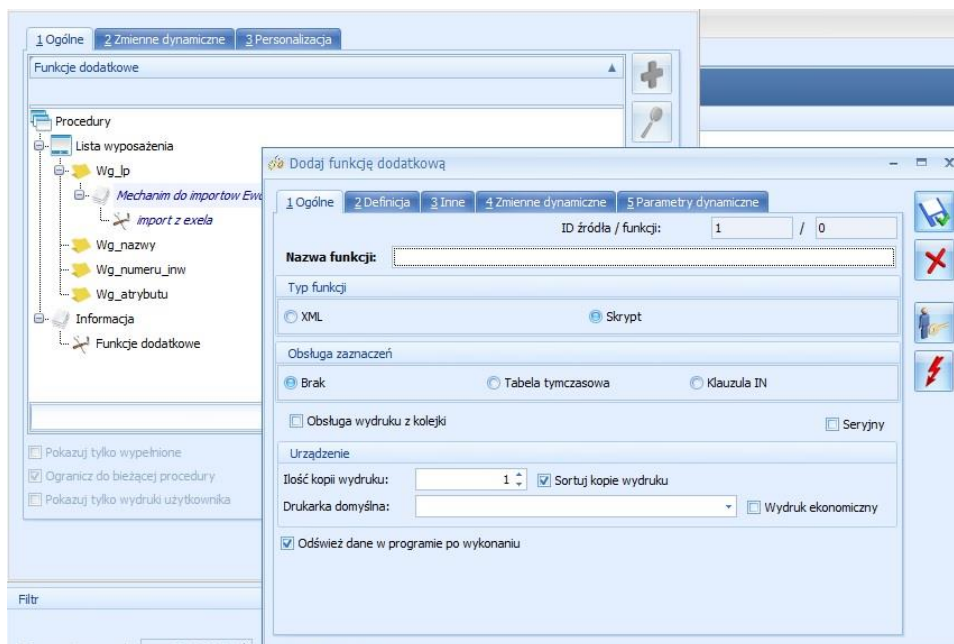 1 Ogólne 2 Zmienne dynamiczne 3 Personalizacja
Funkcje dodatkowe
Procedury
Lista wyposażenia
Wg_lp
Mechanim do importow
import z exela
Wg_nazwy
Wg_numeru_inw
Wg_atrybutu
Informacja
Funkcje dodatkowe
Pokazuj tylko wypełnione
Ogranicz do bieżącej procedury
Pokazuj tylko wydruki użytkownika
Filtr
Dodaj funkcję dodatkową
1 Ogólne 2 Definicja 3 Inne 4 Zmienne dynamiczne 5 Parametry dynamiczne
ID źródła / funkcji: 1 / 0
Nazwa funkcji:
Typ funkcji
XML Skrypt
Obsługa zaznaczeń
Brak Tabela tymczasowa Klauzula IN
Obsługa wydruku z kolejki Seryjny
Urządzenie
Ilość kopii wydruku: 1 Sortuj kopie wydruku
Drukarka domyślna: Wydruk ekonomiczny
Odśwież dane w programie po wykonaniu